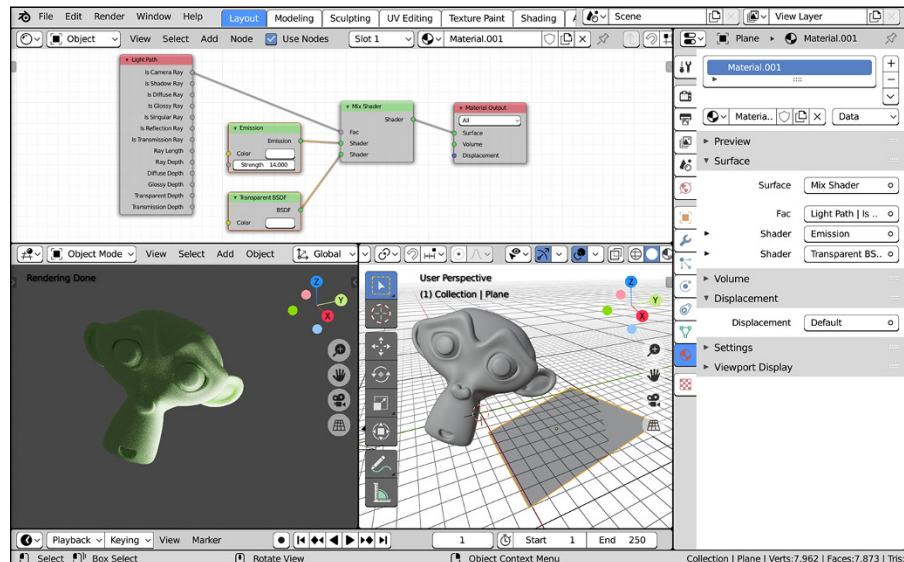 File Edit Render Window Help Layout Modeling Sculpting UV Editing Texture Paint Shading Scene View Layer
Object View Select Add Node Use Nodes Slot 1 Material.001
Plane Material.001
Light Path
Is Camera Ray
Is Shadow Ray
Is Diffuse Ray
Is Glossy Ray
Is Singular Ray
Is Reflection Ray
Is Transmission Ray
Ray Length
Ray Depth
Diffuse Depth
Glossy Depth
Transparent Depth
Transmission Depth
Emission
Emission
Color
Strength 14.000
Transparent BSDF
BSDF
Color
Mix Shader
Shader
Fac
Shader
Shader
Material Output
All
Surface
Volume
Displacement
Material.001
Materia.. Data
Preview
Surface
Surface Mix Shader
Fac Light Path | Is ..
Shader Emission
Shader Transparent BS..
Volume
Displacement
Displacement Default
Settings
Viewport Display
Object Mode View Select Add Object Global
Rendering Done
Z
Y
X
User Perspective
(1) Collection | Plane
Z
Y
X
Playback Keying View Marker 1 Start 1 End 250
Select Box Select Rotate View Object Context Menu Collection | Plane | Verts:7.962 | Faces:7.873 | Tris: